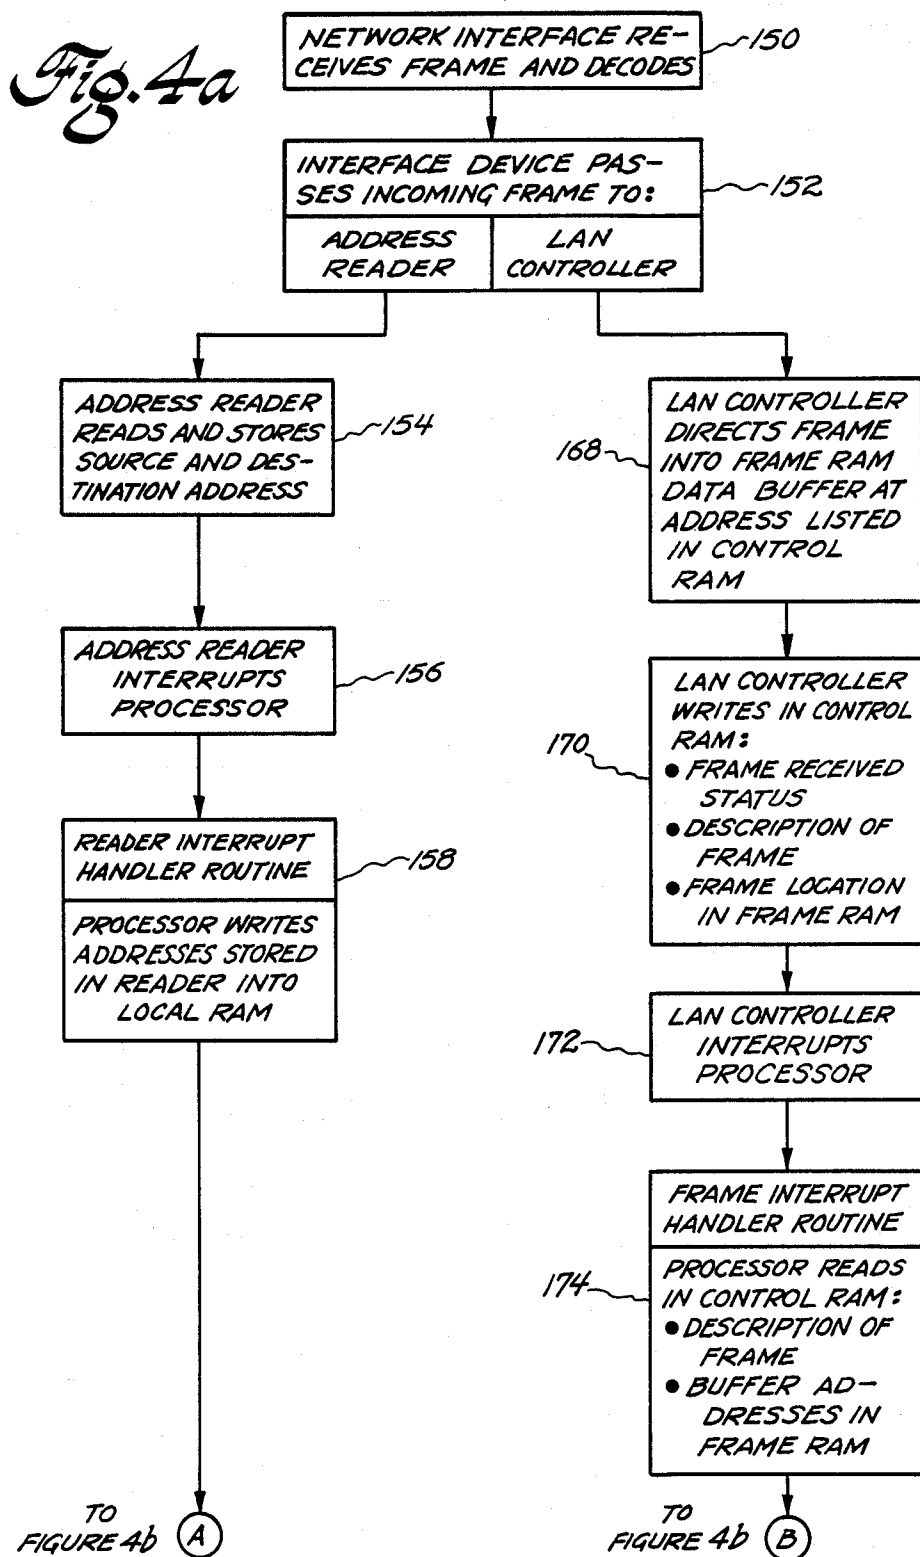 Fig. 4a
NETWORK INTERFACE RE-
CEIVES FRAME AND DECODES
150
INTERFACE DEVICE PAS-
SES INCOMING FRAME TO:
152
ADDRESS
READER
LAN
CONTROLLER
ADDRESS READER
READS AND STORES
SOURCE AND DES-
TINATION ADDRESS
154
ADDRESS READER
INTERRUPTS
PROCESSOR
156
READER INTERRUPT
HANDLER ROUTINE
158
PROCESSOR WRITES
ADDRESSES STORED
IN READER INTO
LOCAL RAM
TO
FIGURE 4b
A
168
LAN CONTROLLER
DIRECTS FRAME
INTO FRAME RAM
DATA BUFFER AT
ADDRESS LISTED
IN CONTROL
RAM
170
LAN CONTROLLER
WRITES IN CONTROL
RAM:
• FRAME RECEIVED
STATUS
• DESCRIPTION OF
FRAME
• FRAME LOCATION
IN FRAME RAM
172
LAN CONTROLLER
INTERRUPTS
PROCESSOR
FRAME INTERRUPT
HANDLER ROUTINE
174
PROCESSOR READS
IN CONTROL RAM:
• DESCRIPTION OF
FRAME
• BUFFER AD-
DRESSES IN
FRAME RAM
TO
FIGURE 4b
B